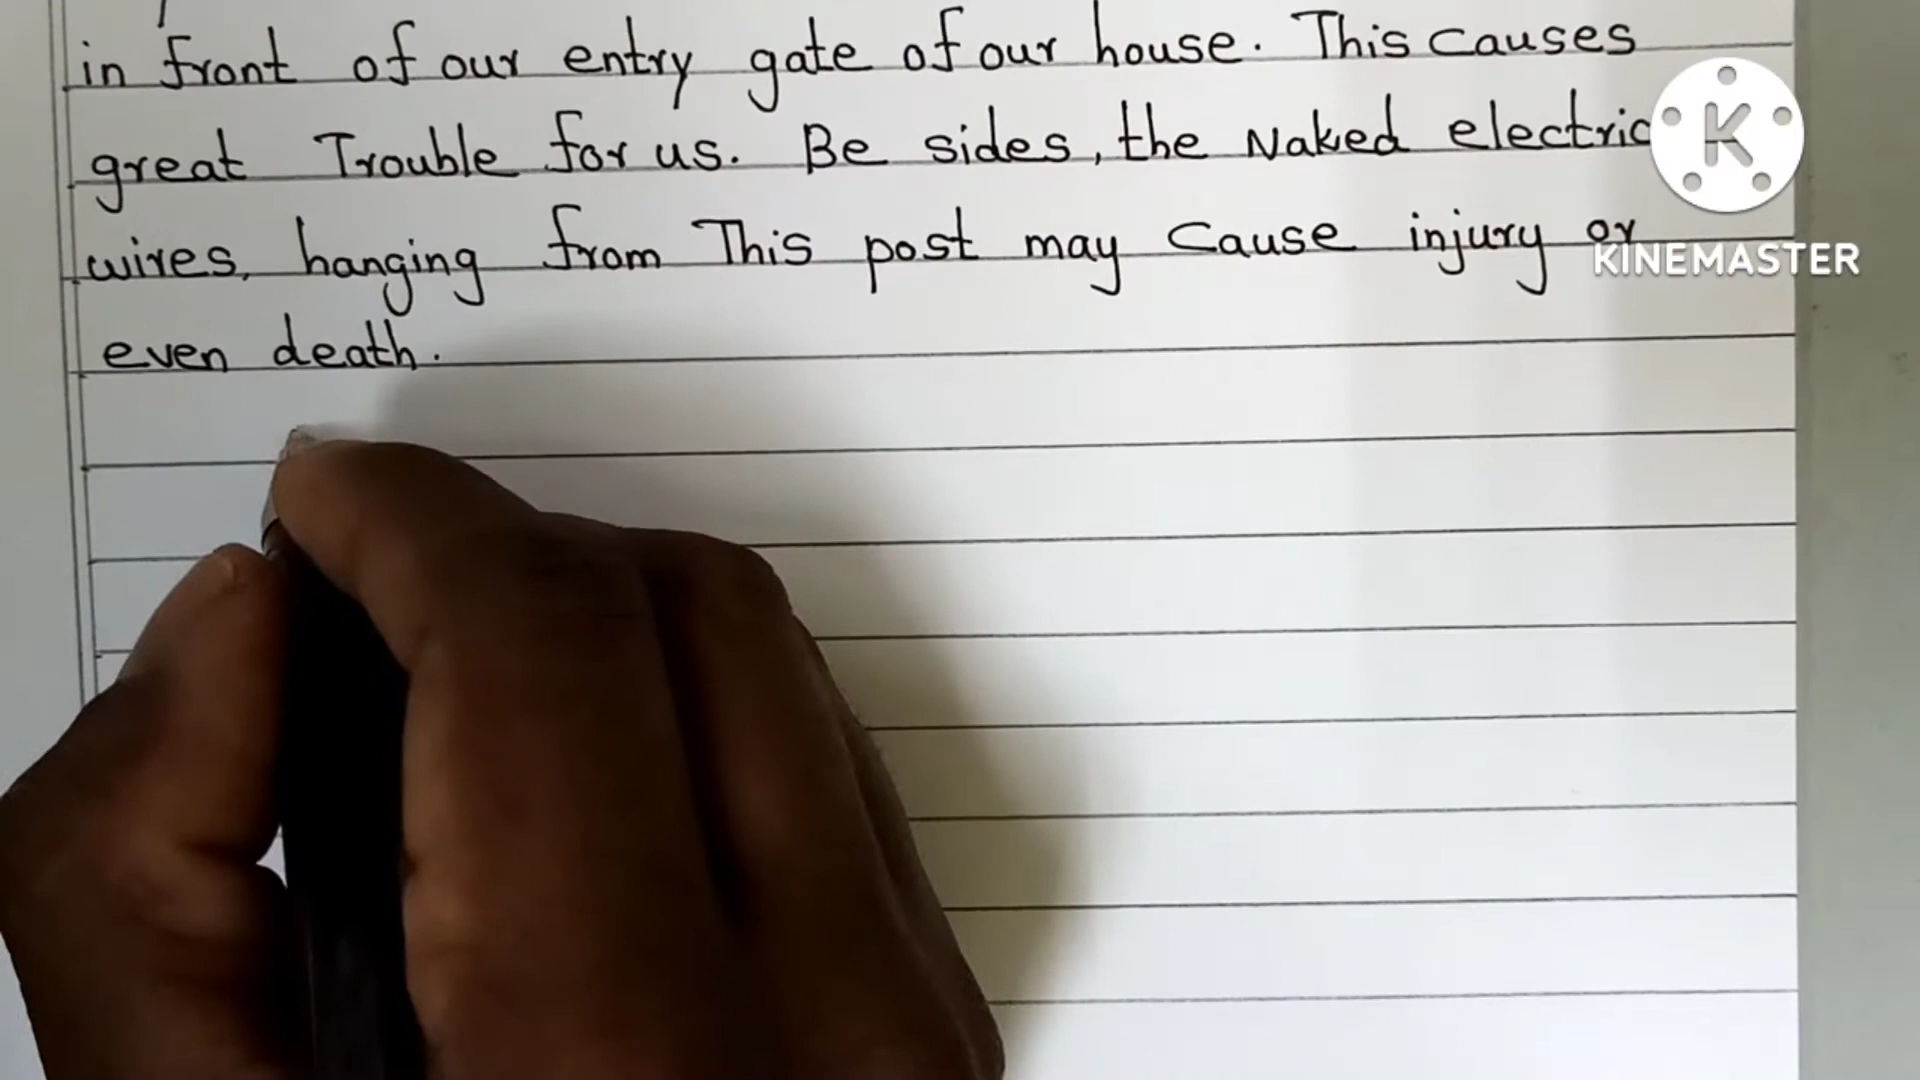 in front of our entry gate of our house. This causes
great Trouble for us. Be sides, the Naked electric
wires, hanging from This post may Cause injury or
even death.
K
KINEMASTER